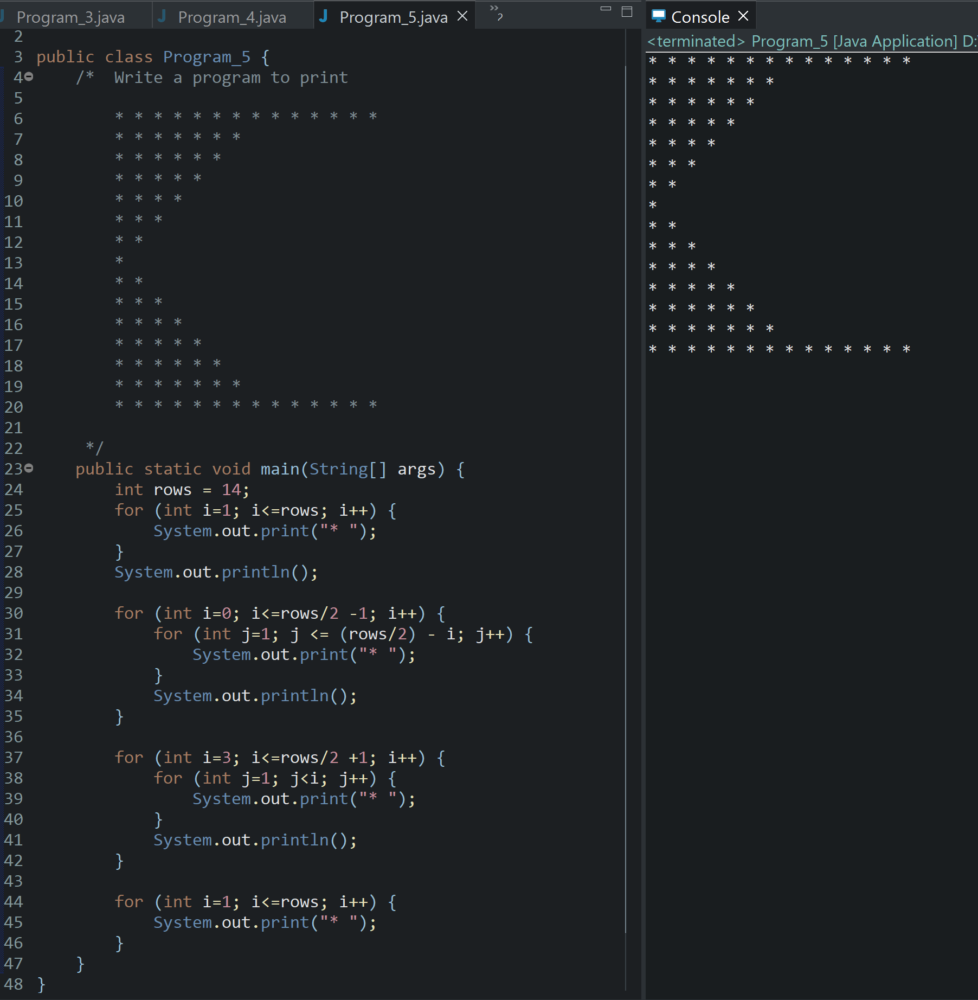 Program_3.java Program_4.java Program_5.java »2
2
3 public class Program_5 {
4 /*  Write a program to print
5
6 * * * * * * * * * * * * * *
7 * * * * * * *
8 * * * * * *
9 * * * * *
10 * * * *
11 * * *
12 * *
13 *
14 * *
15 * * *
16 * * * *
17 * * * * *
18 * * * * * *
19 * * * * * * *
20 * * * * * * * * * * * * * *
21
22 */
23 public static void main(String[] args) {
24 int rows = 14;
25 for (int i=1; i<=rows; i++) {
26 System.out.print("* ");
27 }
28 System.out.println();
29
30 for (int i=0; i<=rows/2 -1; i++) {
31 for (int j=1; j <= (rows/2) - i; j++) {
32 System.out.print("* ");
33 }
34 System.out.println();
35 }
36
37 for (int i=3; i<=rows/2 +1; i++) {
38 for (int j=1; j<i; j++) {
39 System.out.print("* ");
40 }
41 System.out.println();
42 }
43
44 for (int i=1; i<=rows; i++) {
45 System.out.print("* ");
46 }
47 }
48 }
Console
<terminated> Program_5 [Java Application] D:
* * * * * * * * * * * * * *
* * * * * * *
* * * * * *
* * * * *
* * * *
* * *
* *
*
* *
* * *
* * * *
* * * * *
* * * * * *
* * * * * * *
* * * * * * * * * * * * * *